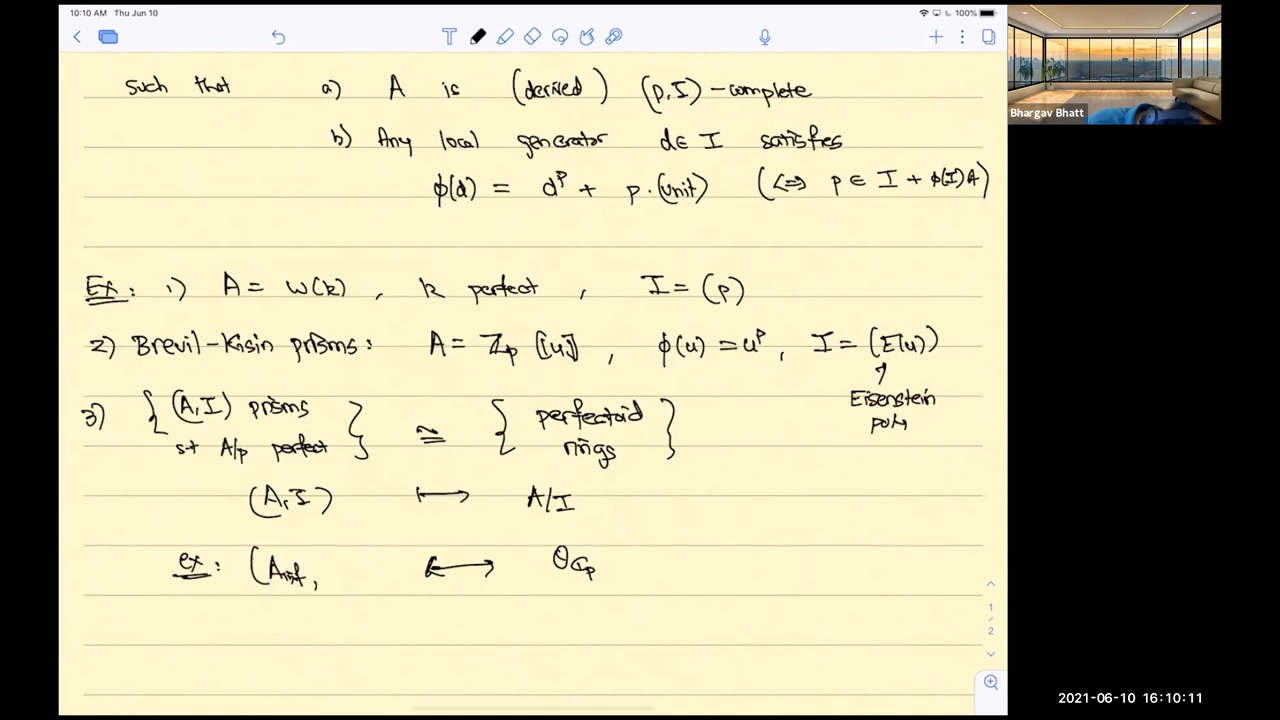 10:10 AM Thu Jun 10
100%
such that a) A is (derived) (p,I)-complete
b) Any local generator d ∈ I satisfies
ϕ(d) = d^p + p·(unit) (⟺ p ∈ I + ϕ(I)A)
Ex: 1) A = W(k), k perfect, I = (p)
2) Breuil-Kisin prisms: A = ℤ_p[[u]], ϕ(u) = u^p, I = (E(u))
↑
Eisenstein
poly
3) { (A,I) prisms s.t A/p perfect } ≃ { perfectoid rings }
(A,I) ⟼ A/I
ex: (A_inf, ⟷ O_{C_p}
1
/
2
Bhargav Bhatt
2021-06-10 16:10:11